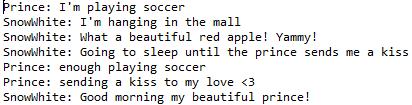 Prince: I'm playing soccer
SnowWhite: I'm hanging in the mall
SnowWhite: What a beautiful red apple! Yammy!
SnowWhite: Going to sleep until the prince sends me a kiss
Prince: enough playing soccer
Prince: sending a kiss to my love <3
SnowWhite: Good morning my beautiful prince!